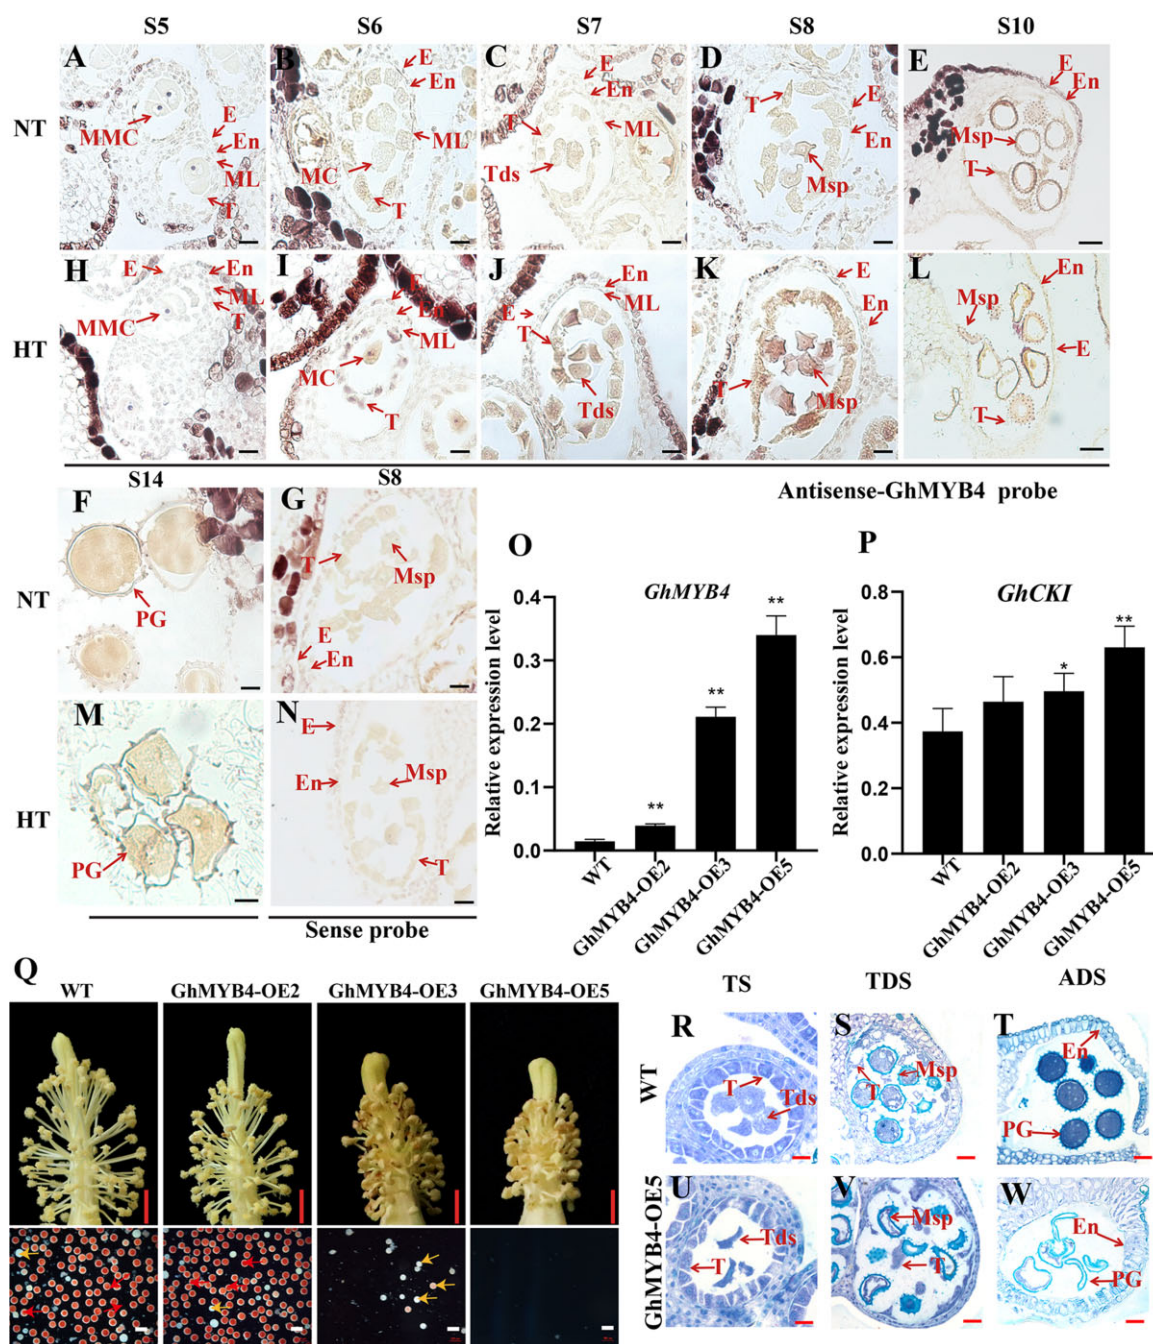 S5 S6 S7 S8 S10
NT
A MMC E En ML T
B E En ML MC T
C E En T ML Tds
D T E En Msp
E E En Msp T
HT
H E En ML T MMC
I E En ML MC T
J En ML E T Tds
K E En T Msp
L En Msp E T
S14 S8
Antisense-GhMYB4 probe
NT
F PG
G T Msp E En
HT
M PG
N E En Msp T
Sense probe
O
GhMYB4
Relative expression level
0.4
0.3
0.2
0.1
0.0
** ** **
WT GhMYB4-OE2 GhMYB4-OE3 GhMYB4-OE5
P
GhCKI
Relative expression level
0.8
0.6
0.4
0.2
0.0
* **
WT GhMYB4-OE2 GhMYB4-OE3 GhMYB4-OE5
Q
WT GhMYB4-OE2 GhMYB4-OE3 GhMYB4-OE5
TS TDS ADS
WT
R T Tds
S Msp T
T En PG
GhMYB4-OE5
U Tds T
V Msp T
W En PG